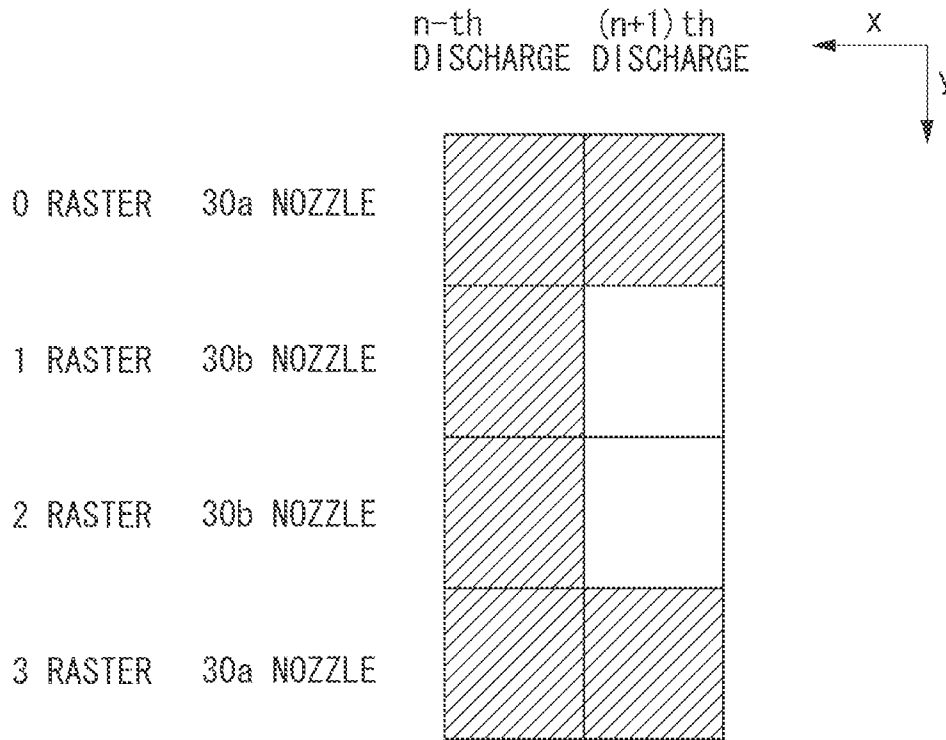 n-th (n+1)th
DISCHARGE DISCHARGE
x
y
0 RASTER 30a NOZZLE
1 RASTER 30b NOZZLE
2 RASTER 30b NOZZLE
3 RASTER 30a NOZZLE